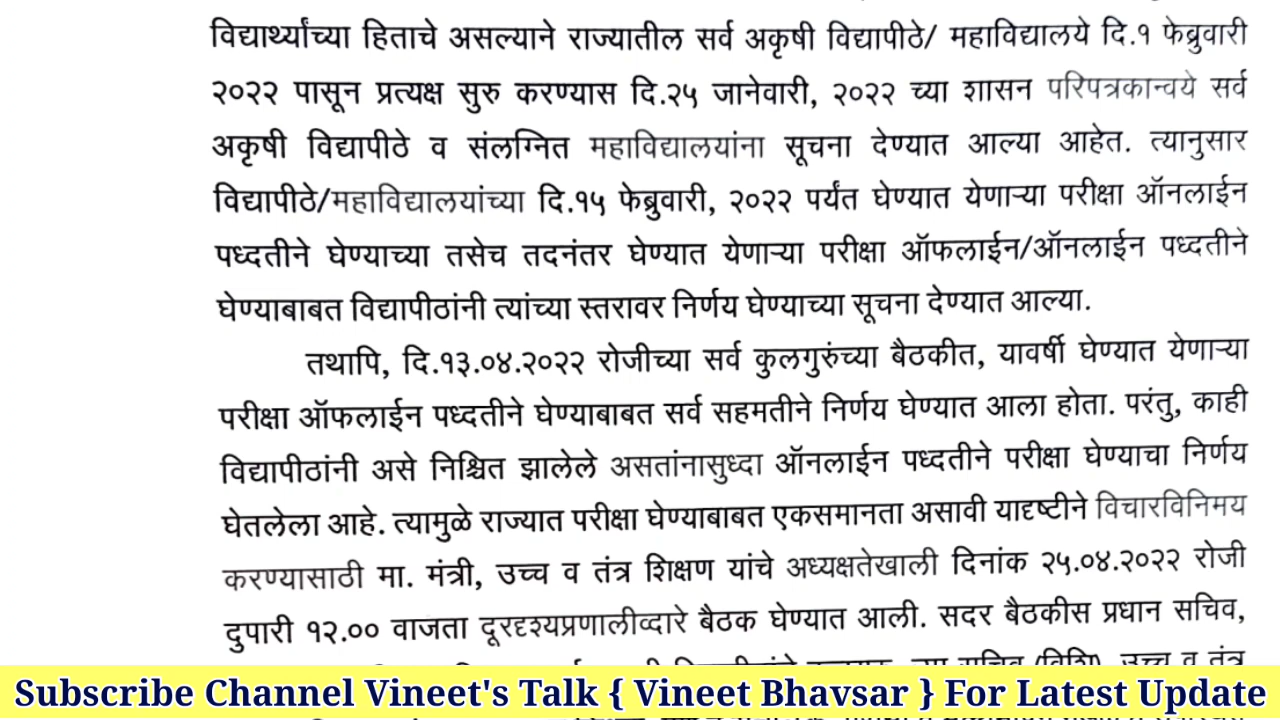 विद्यार्थ्यांच्या हिताचे असल्याने राज्यातील सर्व अकृषी विद्यापीठे/ महाविद्यालये दि.१ फेब्रुवारी
२०२२ पासून प्रत्यक्ष सुरु करण्यास दि.२५ जानेवारी, २०२२ च्या शासन परिपत्रकान्वये सर्व
अकृषी विद्यापीठे व संलग्नित महाविद्यालयांना सूचना देण्यात आल्या आहेत. त्यानुसार
विद्यापीठे/महाविद्यालयांच्या दि.१५ फेब्रुवारी, २०२२ पर्यंत घेण्यात येणाऱ्या परीक्षा ऑनलाईन
पध्दतीने घेण्याच्या तसेच तदनंतर घेण्यात येणाऱ्या परीक्षा ऑफलाईन/ऑनलाईन पध्दतीने
घेण्याबाबत विद्यापीठांनी त्यांच्या स्तरावर निर्णय घेण्याच्या सूचना देण्यात आल्या.
तथापि, दि.१३.०४.२०२२ रोजीच्या सर्व कुलगुरुंच्या बैठकीत, यावर्षी घेण्यात येणाऱ्या
परीक्षा ऑफलाईन पध्दतीने घेण्याबाबत सर्व सहमतीने निर्णय घेण्यात आला होता. परंतु, काही
विद्यापीठांनी असे निश्चित झालेले असतांनासुध्दा ऑनलाईन पध्दतीने परीक्षा घेण्याचा निर्णय
घेतलेला आहे. त्यामुळे राज्यात परीक्षा घेण्याबाबत एकसमानता असावी यादृष्टीने विचारविनिमय
करण्यासाठी मा. मंत्री, उच्च व तंत्र शिक्षण यांचे अध्यक्षतेखाली दिनांक २५.०४.२०२२ रोजी
दुपारी १२.०० वाजता दूरदृश्यप्रणालीव्दारे बैठक घेण्यात आली. सदर बैठकीस प्रधान सचिव,
उच्च व तंत्र
Subscribe Channel Vineet's Talk { Vineet Bhavsar } For Latest Update